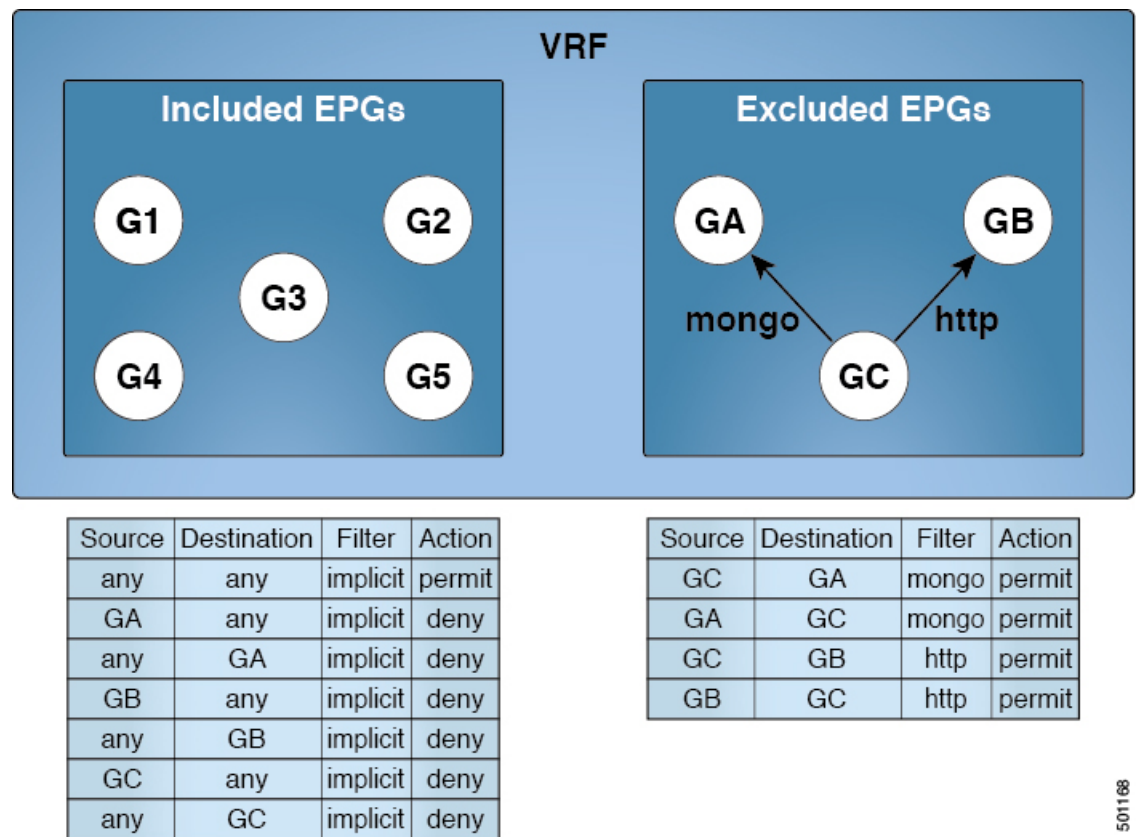 VRF
Included EPGs
G1
G2
G3
G4
G5
Excluded EPGs
GA
GB
mongo
http
GC
Source Destination Filter Action
any any implicit permit
GA any implicit deny
any GA implicit deny
GB any implicit deny
any GB implicit deny
GC any implicit deny
any GC implicit deny
Source Destination Filter Action
GC GA mongo permit
GA GC mongo permit
GC GB http permit
GB GC http permit
501168